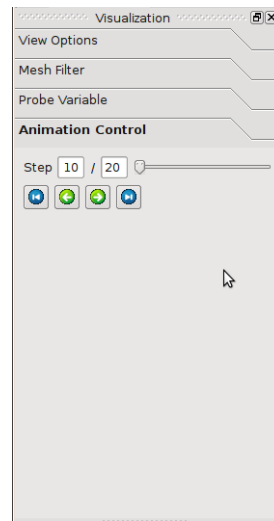 Visualization
View Options
Mesh Filter
Probe Variable
Animation Control
Step 10 / 20